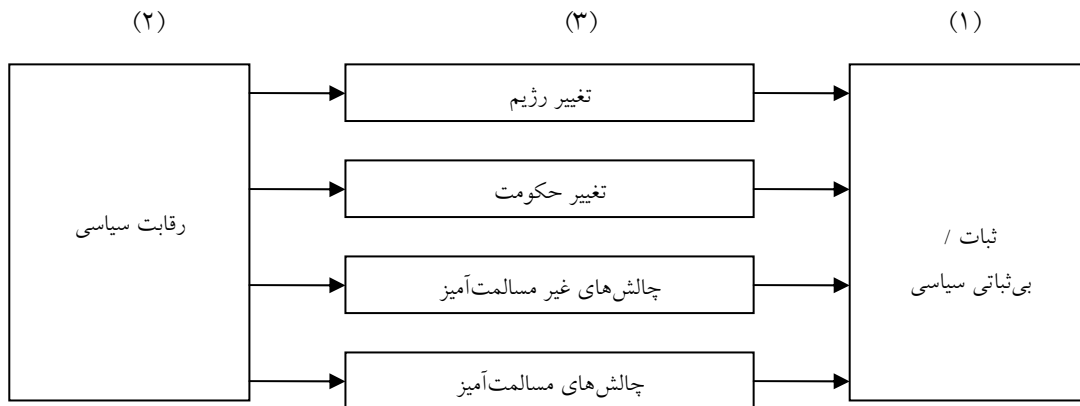 (۱)
(۳)
(۲)
تغییر رژیم
تغییر حکومت
رقابت سیاسی
ثبات /
بی‌ثباتی سیاسی
چالش‌های غیر مسالمت‌آمیز
چالش‌های مسالمت‌آمیز